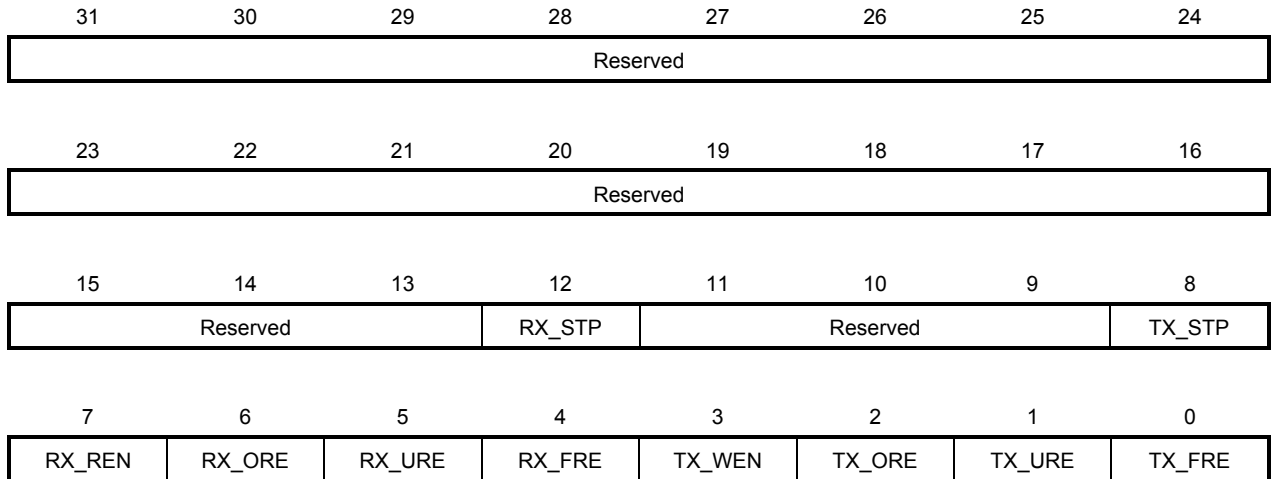 31 30 29 28 27 26 25 24
Reserved
23 22 21 20 19 18 17 16
Reserved
15 14 13 12 11 10 9 8
Reserved RX_STP Reserved TX_STP
7 6 5 4 3 2 1 0
RX_REN RX_ORE RX_URE RX_FRE TX_WEN TX_ORE TX_URE TX_FRE